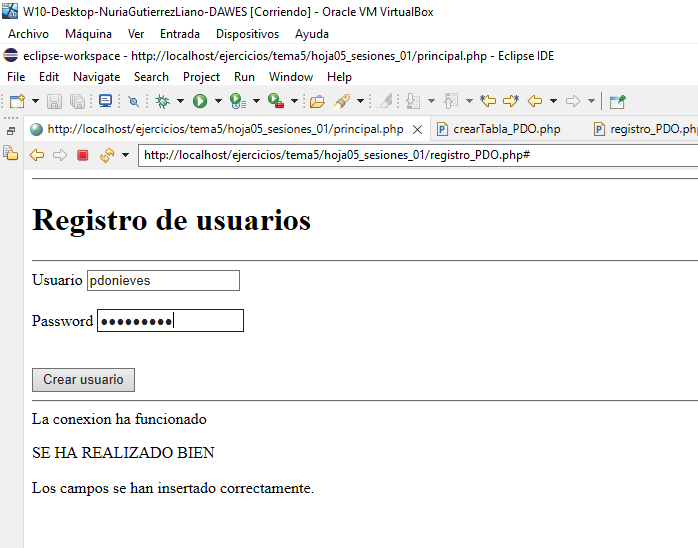 W10-Desktop-NuriaGutierrezLiano-DAWES [Corriendo] - Oracle VM VirtualBox
Archivo Máquina Ver Entrada Dispositivos Ayuda
eclipse-workspace - http://localhost/ejercicios/tema5/hoja05_sesiones_01/principal.php - Eclipse IDE
File Edit Navigate Search Project Run Window Help
http://localhost/ejercicios/tema5/hoja05_sesiones_01/principal.php crearTabla_PDO.php registro_PDO.php
http://localhost/ejercicios/tema5/hoja05_sesiones_01/registro_PDO.php#
Registro de usuarios
Usuario pdonieves
Password •••••••••
Crear usuario
La conexion ha funcionado
SE HA REALIZADO BIEN
Los campos se han insertado correctamente.